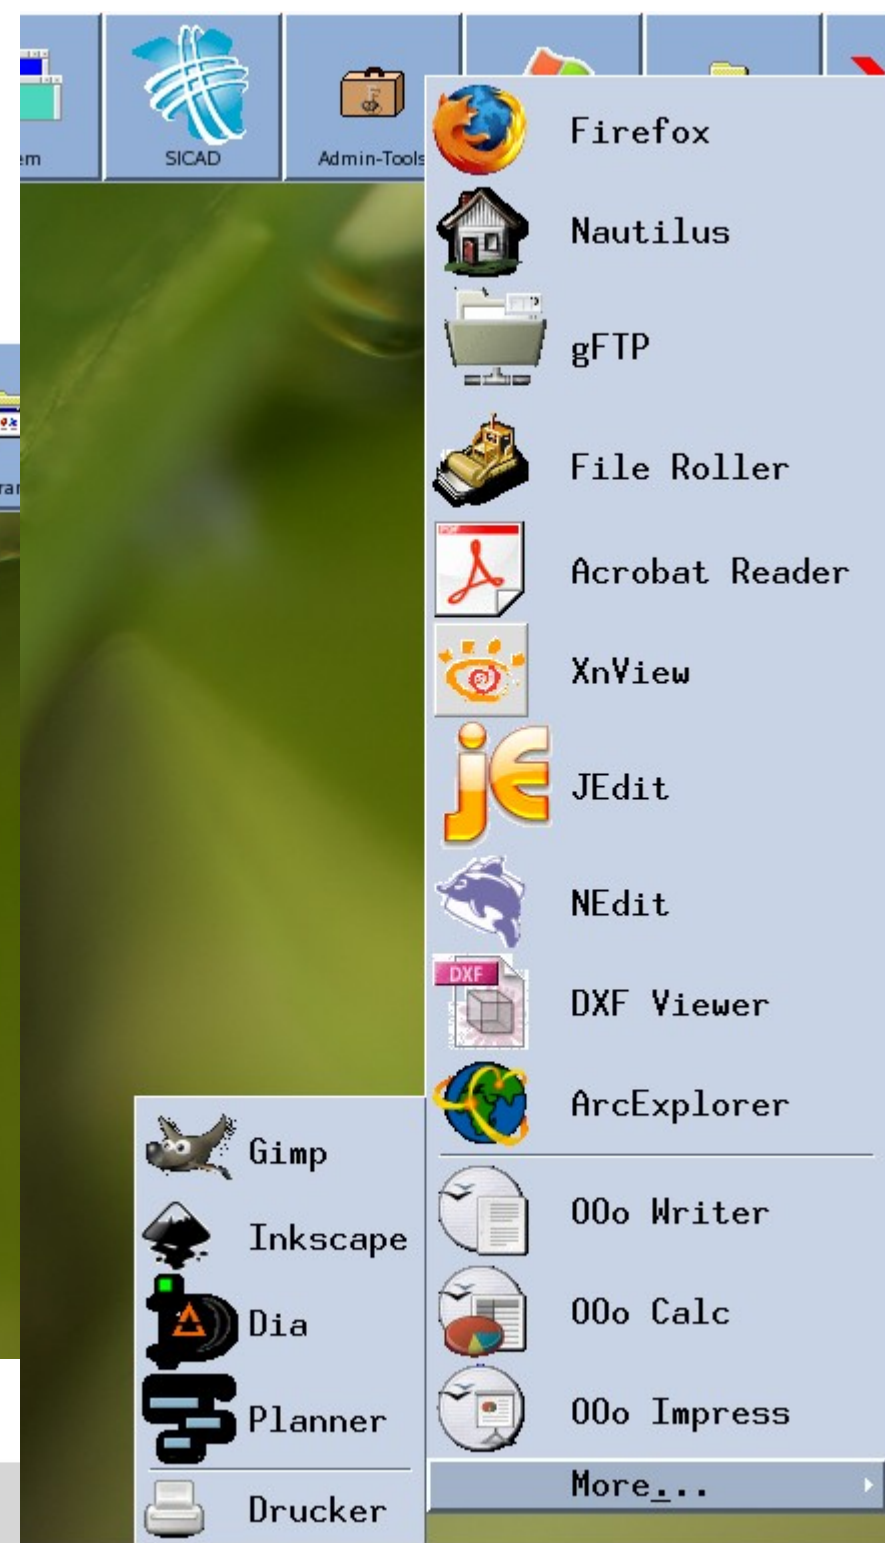 SICAD
Admin-Tools
Firefox
Nautilus
gFTP
File Roller
PDF
Acrobat Reader
XnView
JEdit
NEdit
DXF
DXF Viewer
ArcExplorer
OOo Writer
OOo Calc
OOo Impress
More...
Gimp
Inkscape
Dia
Planner
Drucker